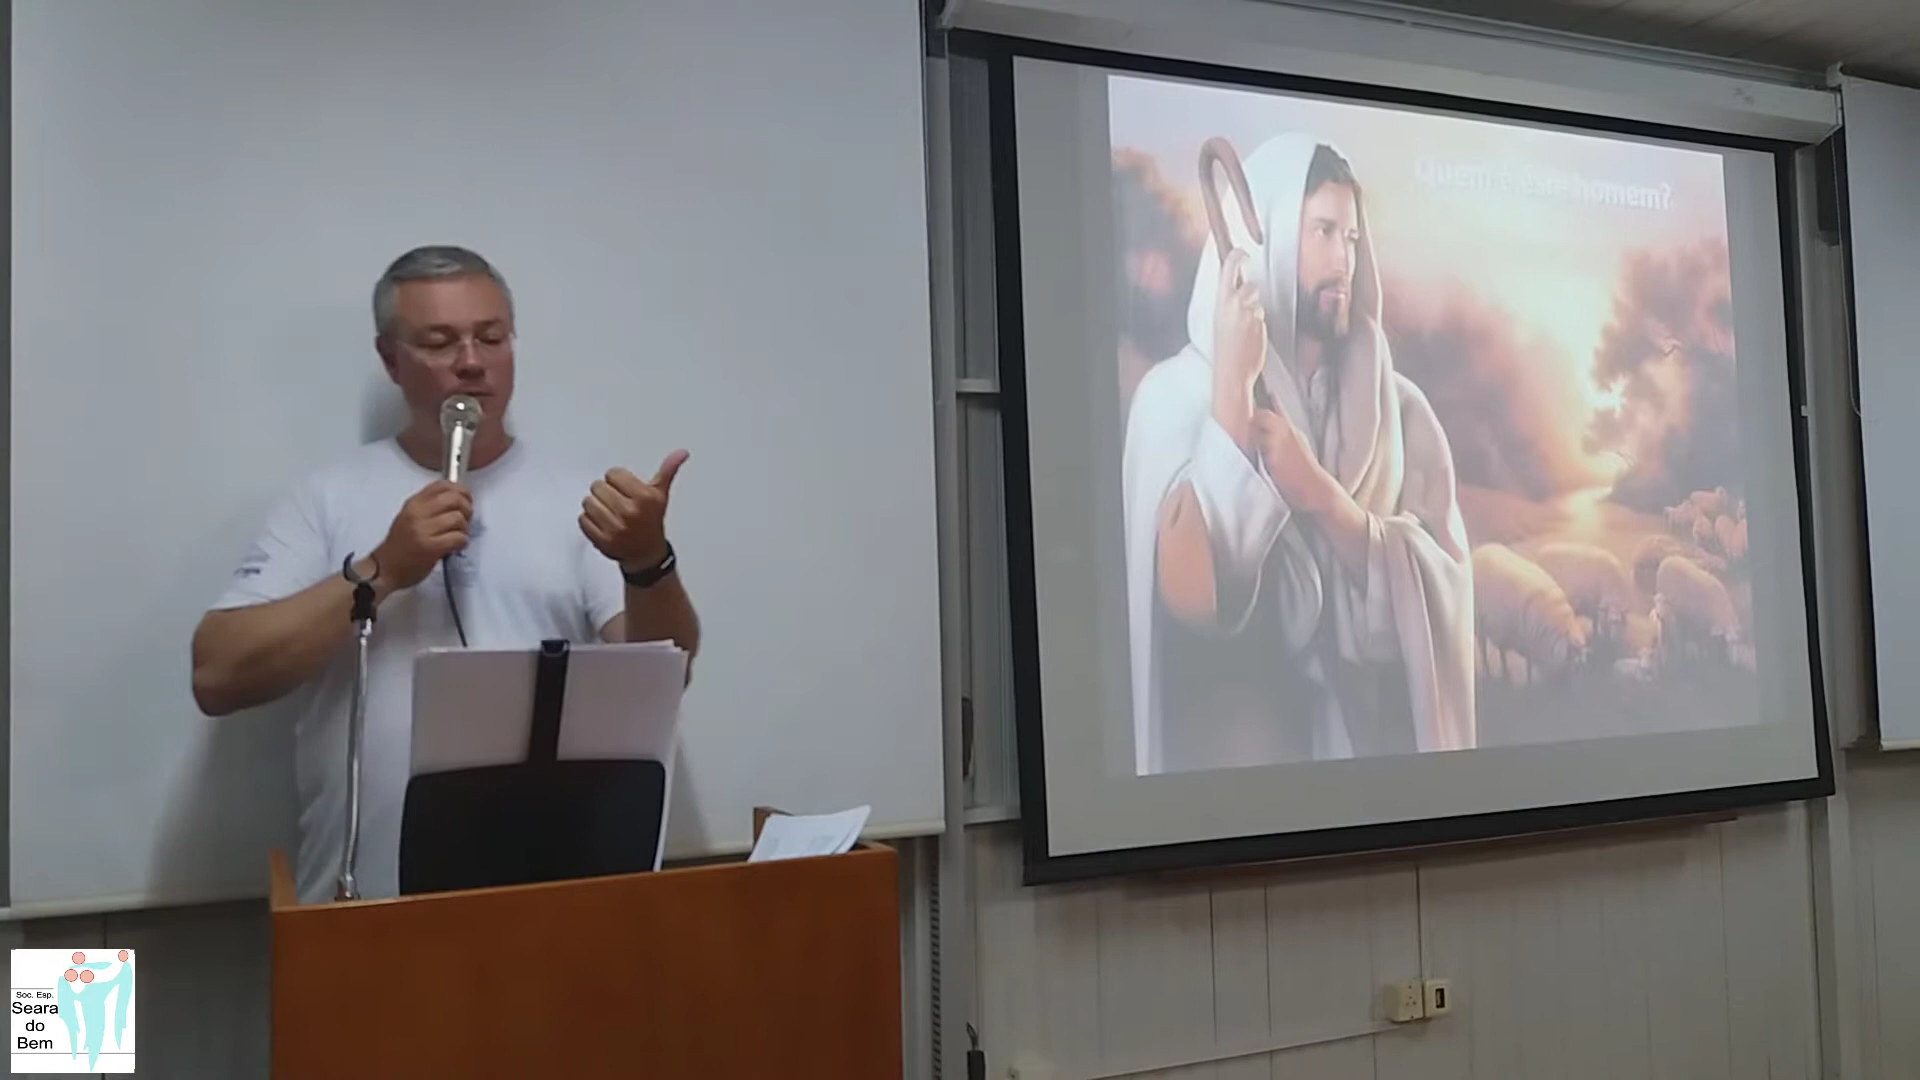 Quem é este homem?
Soc. Esp.
Seara
do
Bem